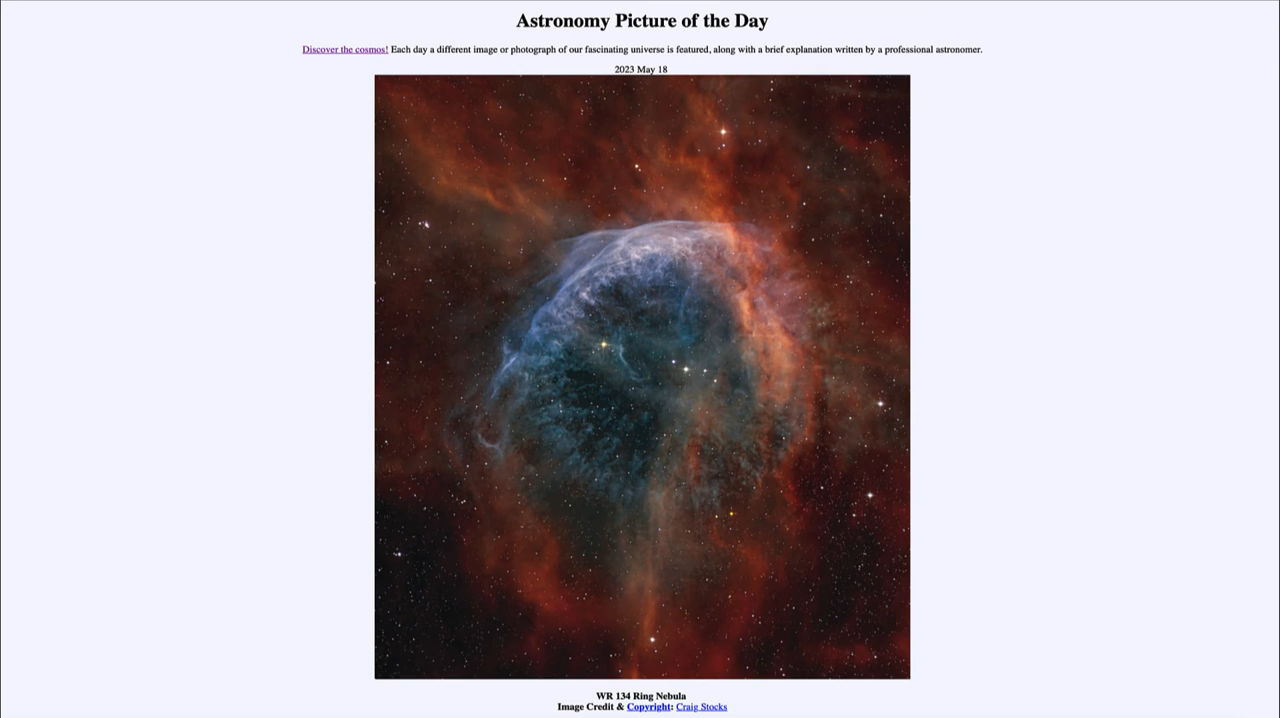 Astronomy Picture of the Day
Discover the cosmos! Each day a different image or photograph of our fascinating universe is featured, along with a brief explanation written by a professional astronomer.
2023 May 18
WR 134 Ring Nebula
Image Credit & Copyright: Craig Stocks